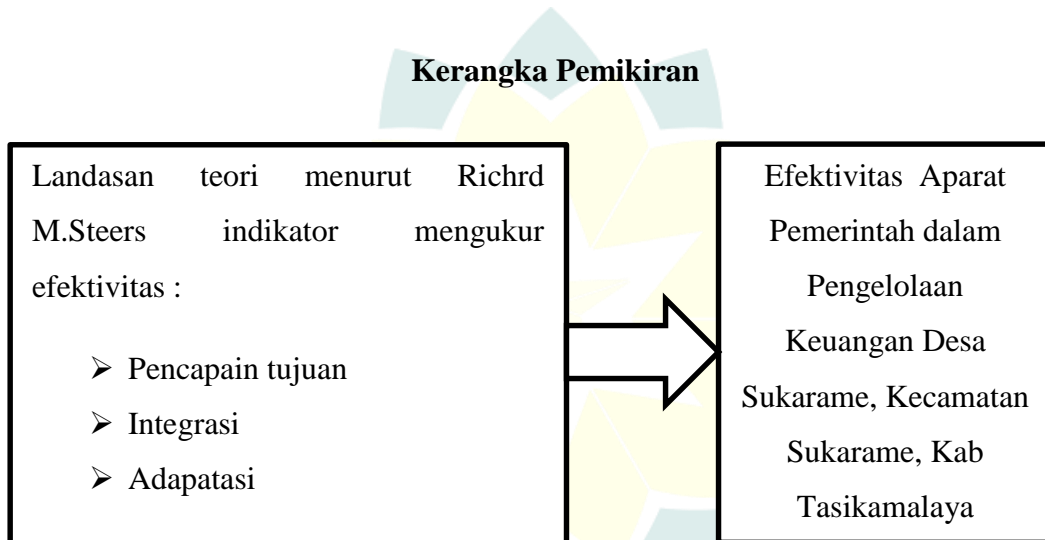 Kerangka Pemikiran
Landasan teori menurut Richrd
M.Steers indikator mengukur
efektivitas :
➢ Pencapain tujuan
➢ Integrasi
➢ Adapatasi
Efektivitas Aparat
Pemerintah dalam
Pengelolaan
Keuangan Desa
Sukarame, Kecamatan
Sukarame, Kab
Tasikamalaya